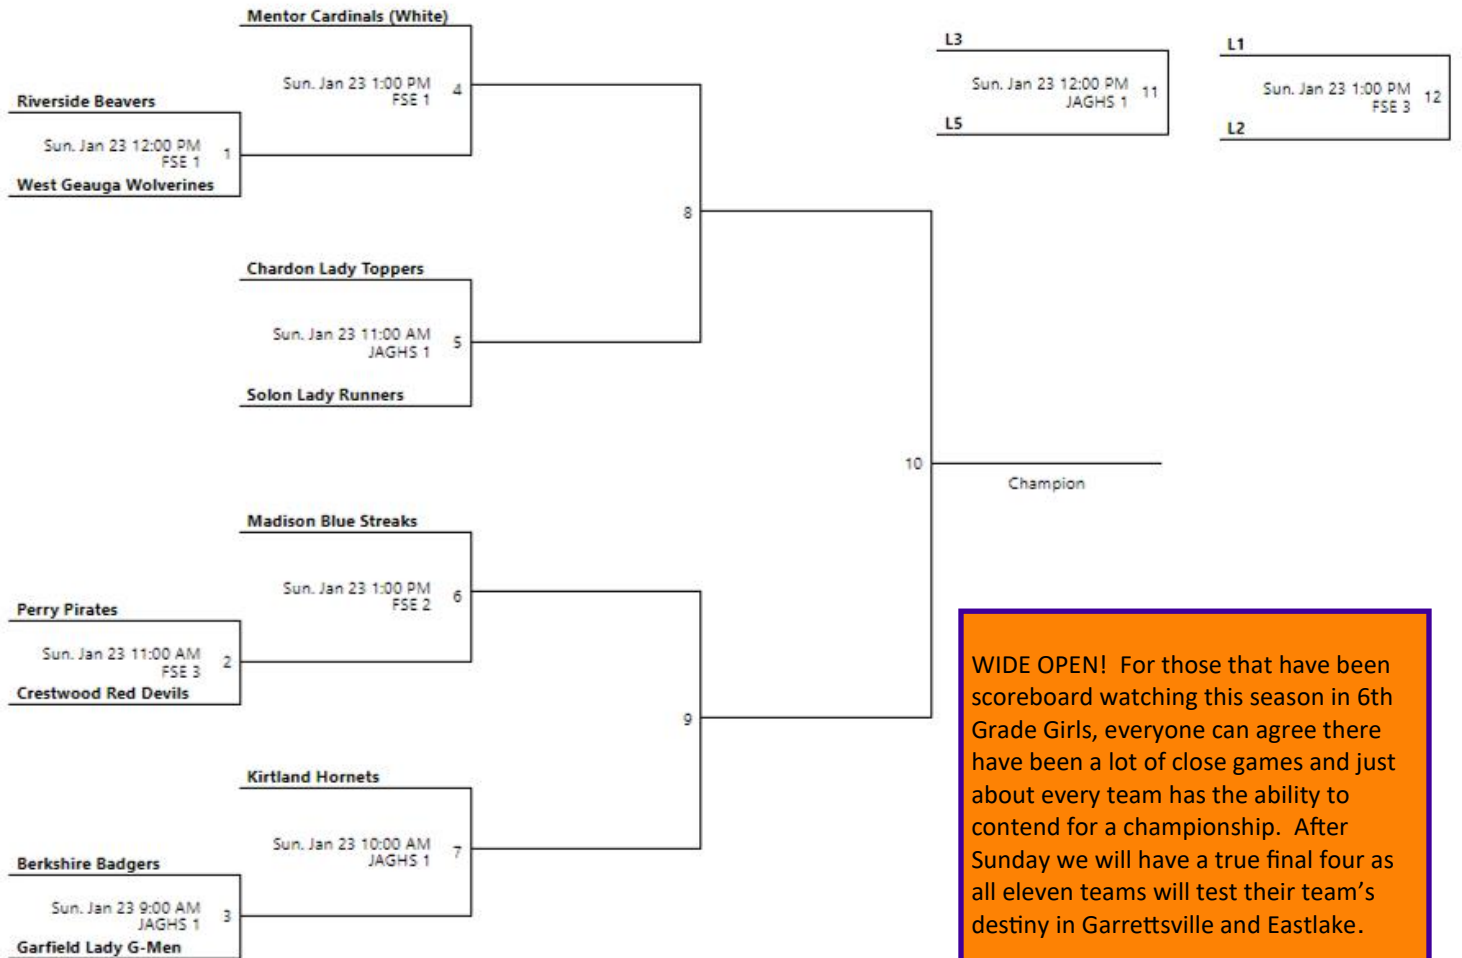 Mentor Cardinals (White)
Sun. Jan 23 1:00 PM
FSE 1
4
Riverside Beavers
Sun. Jan 23 12:00 PM
FSE 1
1
West Geauga Wolverines
8
Chardon Lady Toppers
Sun. Jan 23 11:00 AM
JAGHS 1
5
Solon Lady Runners
10
Champion
Madison Blue Streaks
Sun. Jan 23 1:00 PM
FSE 2
6
Perry Pirates
Sun. Jan 23 11:00 AM
FSE 3
2
Crestwood Red Devils
9
Kirtland Hornets
Sun. Jan 23 10:00 AM
JAGHS 1
7
Berkshire Badgers
Sun. Jan 23 9:00 AM
JAGHS 1
3
Garfield Lady G-Men
L3
Sun. Jan 23 12:00 PM
JAGHS 1
11
L5
L1
Sun. Jan 23 1:00 PM
FSE 3
12
L2
WIDE OPEN! For those that have been
scoreboard watching this season in 6th
Grade Girls, everyone can agree there
have been a lot of close games and just
about every team has the ability to
contend for a championship. After
Sunday we will have a true final four as
all eleven teams will test their team's
destiny in Garrettsville and Eastlake.